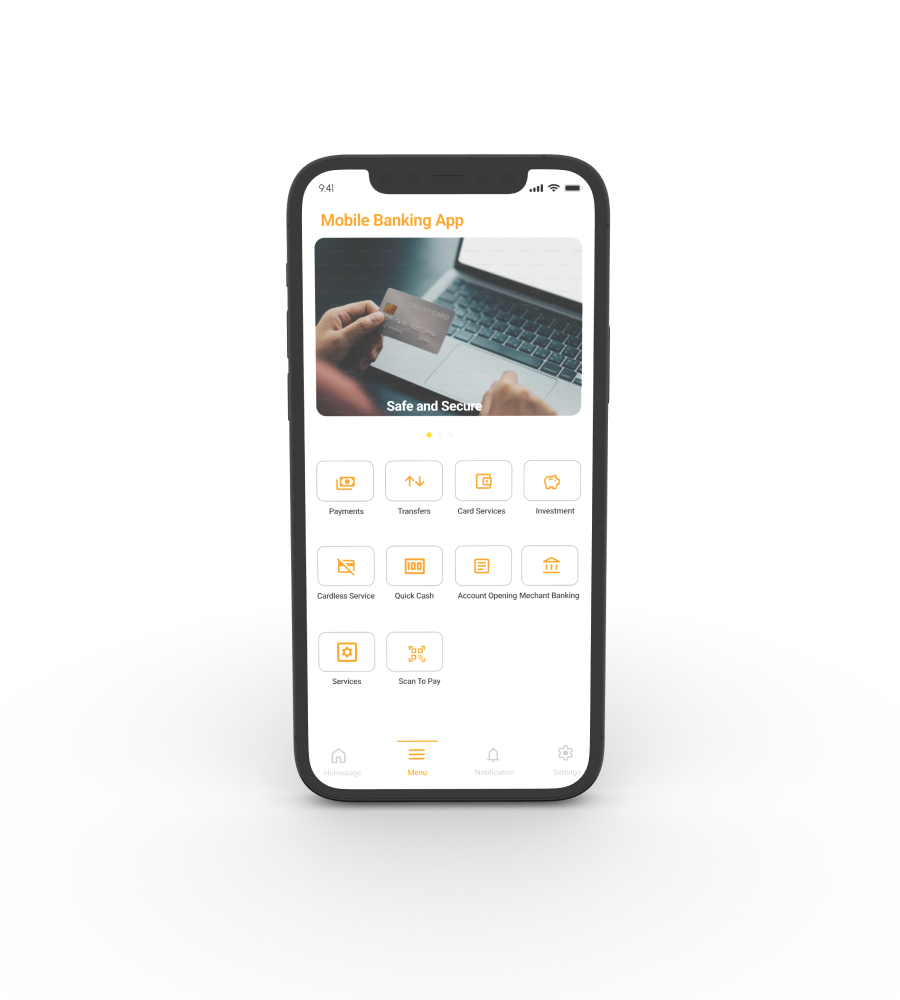 9:41
Mobile Banking App
CREDIT CARD
Safe and Secure
Payments Transfers Card Services Investment
Cardless Service Quick Cash Account Opening Mechant Banking
Services Scan To Pay
Homepage Menu Notification Settings